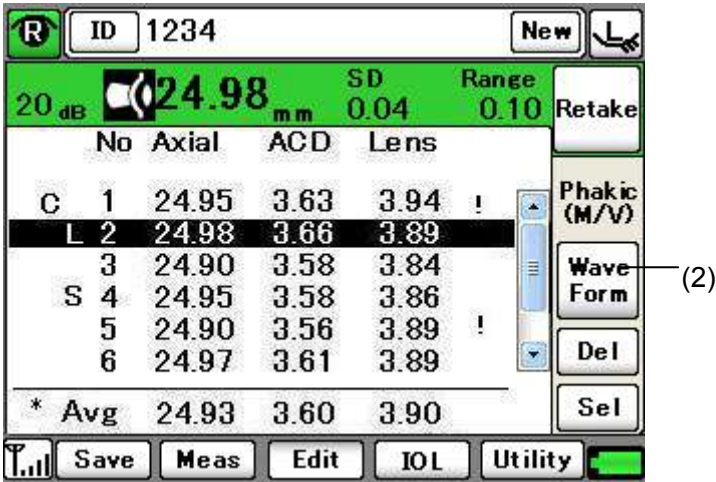 R ID 1234 New
20 dB 24.98 mm SD 0.04 Range 0.10 Retake
No Axial ACD Lens
C 1 24.95 3.63 3.94 !
L 2 24.98 3.66 3.89
3 24.90 3.58 3.84
S 4 24.95 3.58 3.86
5 24.90 3.56 3.89 !
6 24.97 3.61 3.89
* Avg 24.93 3.60 3.90
Phakic
(M/V)
Wave
Form
(2)
Del
Sel
Save Meas Edit IOL Utility